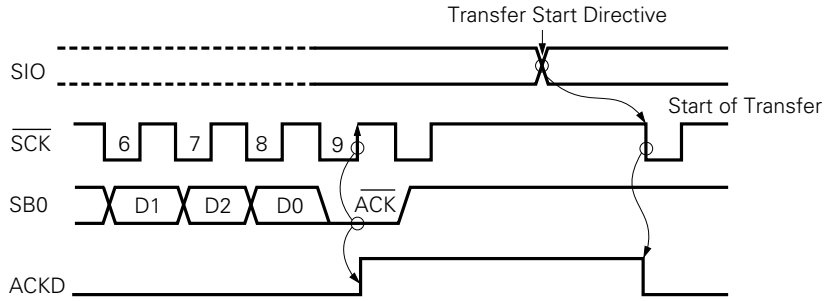 Transfer Start Directive
SIO
Start of Transfer
SCK
6 7 8 9
SB0
D1 D2 D0 ACK
ACKD